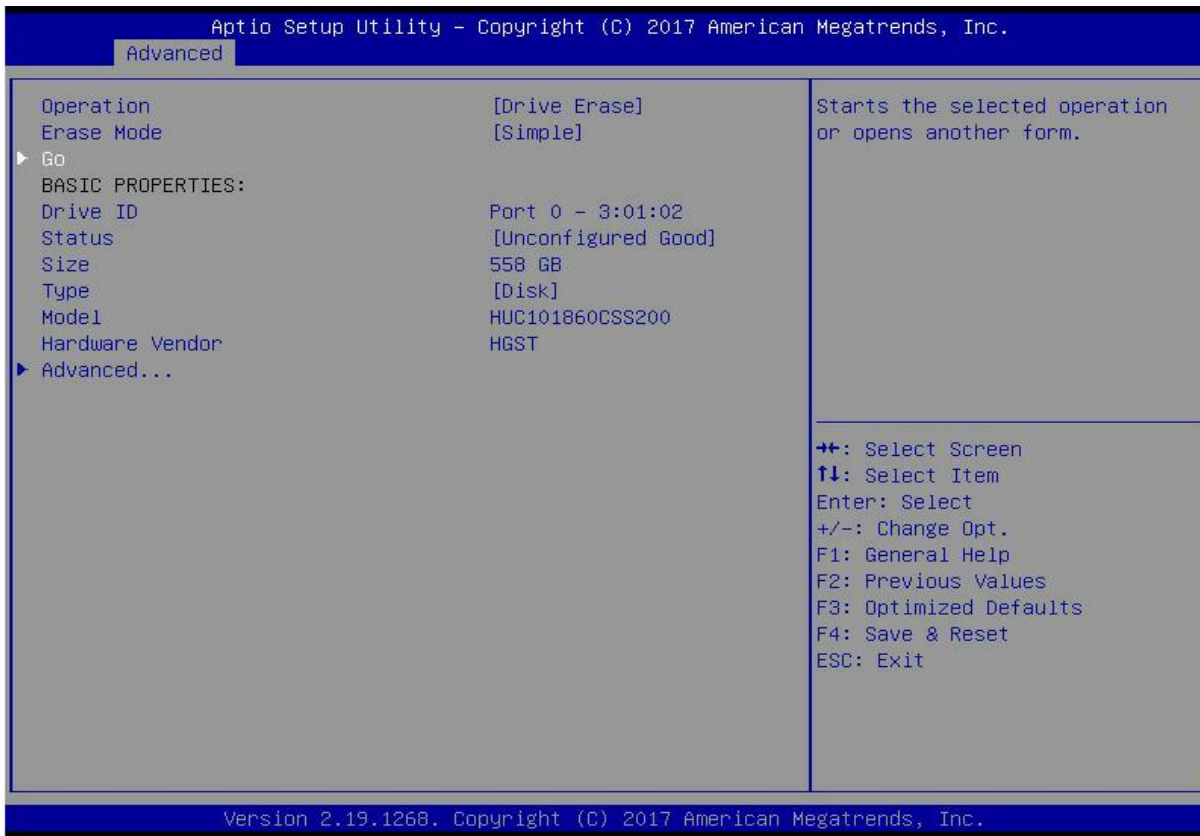 Aptio Setup Utility – Copyright (C) 2017 American Megatrends, Inc.
Advanced
Operation [Drive Erase]
Erase Mode [Simple]
▶ Go
BASIC PROPERTIES:
Drive ID Port 0 – 3:01:02
Status [Unconfigured Good]
Size 558 GB
Type [Disk]
Model HUC101860CSS200
Hardware Vendor HGST
▶ Advanced...
Starts the selected operation
or opens another form.
→←: Select Screen
↑↓: Select Item
Enter: Select
+/-: Change Opt.
F1: General Help
F2: Previous Values
F3: Optimized Defaults
F4: Save & Reset
ESC: Exit
Version 2.19.1268. Copyright (C) 2017 American Megatrends, Inc.